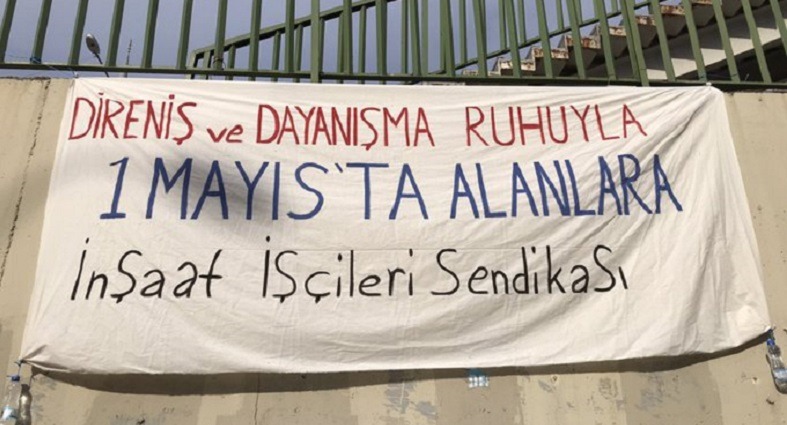 DİRENİŞ ve DAYANIŞMA RUHUYLA
1 MAYIS'TA ALANLARA
İnŞaat İŞçileri SendikaSı